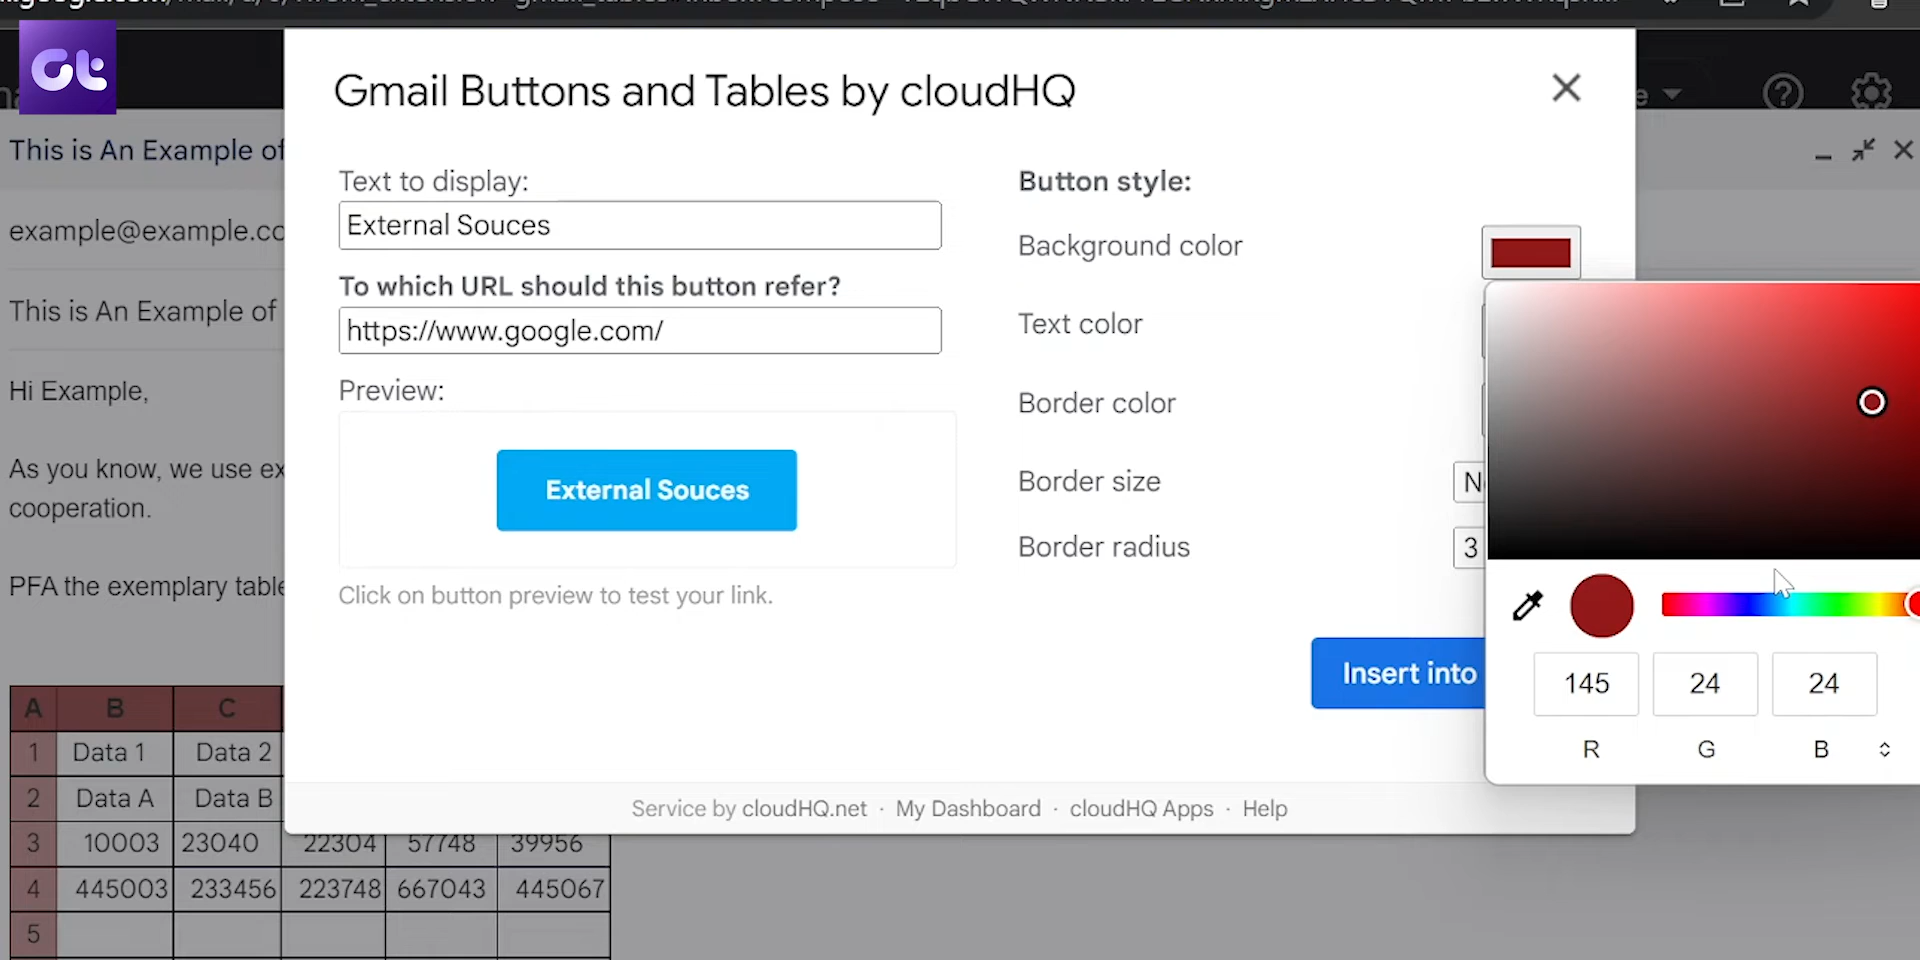 Gt
Gmail Buttons and Tables by cloudHQ
This is An Example of
Text to display:
External Souces
Button style:
example@example.co
Background color
To which URL should this button refer?
https://www.google.com/
This is An Example of
Text color
Hi Example,
Preview:
Border color
As you know, we use ex
External Souces
Border size
cooperation.
Border radius
3
PFA the exemplary table
Click on button preview to test your link.
Insert into
145 24 24
R G B
A B C
1 Data 1 Data 2
2 Data A Data B
Service by cloudHQ.net · My Dashboard · cloudHQ Apps · Help
3 10003 23040 22304 57748 39956
4 445003 233456 223748 667043 445067
5